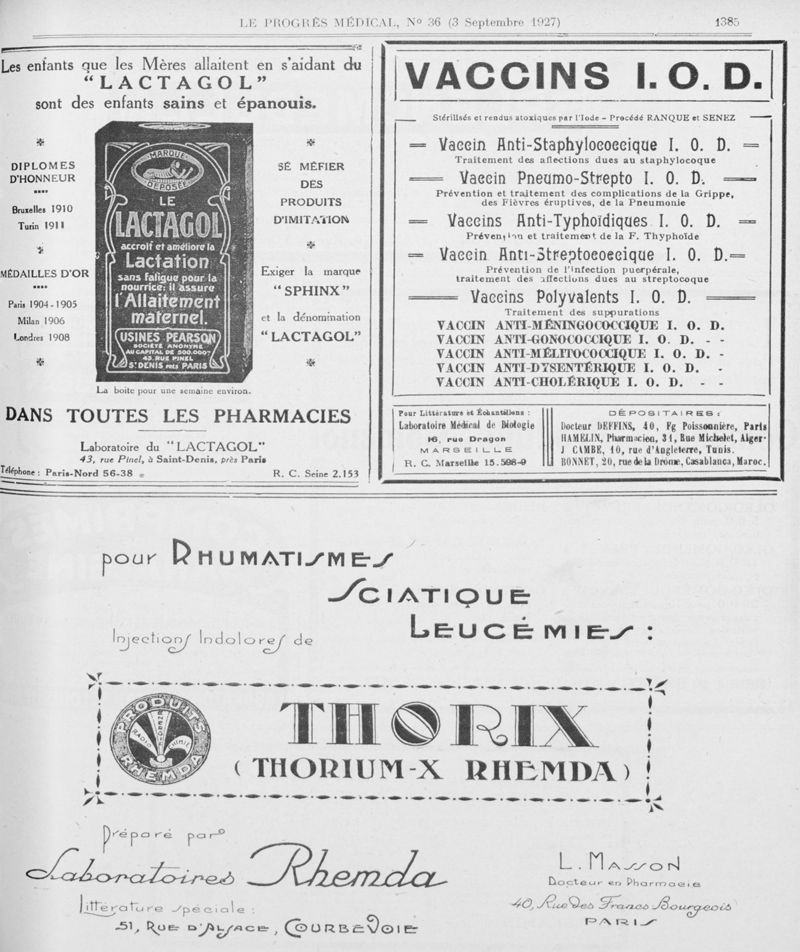 LE PROGRÈS MÉDICAL, No 36 (3 Septembre 1927)
1385
Les enfants que les Mères allaitent en s'aidant du
"LACTAGOL"
sont des enfants sains et épanouis.
DIPLOMES
D'HONNEUR
Bruxelles 1910
Turin 1911
MÉDAILLES D'OR
Paris 1904-1905
Milan 1906
Londres 1908
MARQUE
DÉPOSÉE
LE
LACTAGOL
accroît et améliore la
Lactation
sans fatigue pour la
nourrice: il assure
l'Allaitement
maternel.
USINES PEARSON
SOCIÉTÉ ANONYME
AU CAPITAL DE 500.000fr
43, RUE PINEL
St DENIS PRÈS PARIS
SÉ MÉFIER
DES
PRODUITS
D'IMITATION
Exiger la marque
"SPHINX"
et la dénomination
"LACTAGOL"
La boite pour une semaine environ.
DANS TOUTES LES PHARMACIES
Laboratoire du "LACTAGOL"
43, rue Pinel, à Saint-Denis, près Paris
Téléphone : Paris-Nord 56-38
R. C. Seine 2.153
VACCINS I.O.D.
Stérilisés et rendus atoxiques par l'Iode - Procédé RANQUE et SENEZ
Vaccin Anti-Staphylococcique I. O. D.
Traitement des affections dues au staphylocoque
Vaccin Pneumo-Strepto I. O. D.
Prévention et traitement des complications de la Grippe,
des Fièvres éruptives, de la Pneumonie
Vaccins Anti-Typhoïdiques I. O. D.
Prévention et traitement de la F. Thyphoïde
Vaccin Anti-Streptococcique I. O. D.
Prévention de l'infection puerpérale,
traitement des affections dues au streptocoque
Vaccins Polyvalents I. O. D.
Traitement des suppurations
VACCIN ANTI-MÉNINGOCOCCIQUE I. O. D.
VACCIN ANTI-GONOCOCCIQUE I. O. D. - -
VACCIN ANTI-MÉLITOCOCCIQUE I. O. D. -
VACCIN ANTI-DYSENTÉRIQUE I. O. D. -
VACCIN ANTI-CHOLÉRIQUE I. O. D. - -
Pour Littérature et Échantillons :
Laboratoire Médical de Biologie
16, rue Dragon
MARSEILLE
R. C. Marseille 15.598-9
DÉPOSITAIRES :
Docteur DEFFINS, 40, Fg Poissonnière, Paris
HAMELIN, Pharmacien, 31, Rue Michelet, Alger
J CAMBE, 10, rue d'Angleterre, Tunis.
BONNET, 20, rue de la Drôme, Casablanca, Maroc.
pour RHUMATISMES
SCIATIQUE
LEUCÉMIES :
Injections Indolores de
PRODUITS
RADIO
ÉNERGIE
CHIMIE
RHEMDA
THORIX
(THORIUM-X RHEMDA)
Préparé par
Laboratoires Rhemda
Littérature spéciale :
51, RUE D'ALSACE, COURBEVOIE
L. MASSON
Docteur en Pharmacie
40, Rue des Francs Bourgeois
PARIS